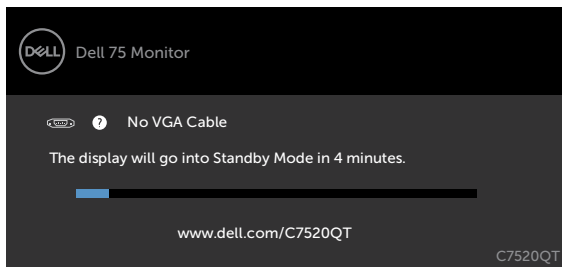 DELL
Dell 75 Monitor
? No VGA Cable
The display will go into Standby Mode in 4 minutes.
www.dell.com/C7520QT
C7520QT